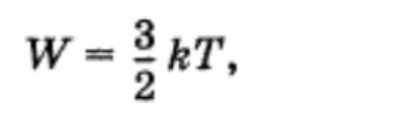 W = 3/2 kT,